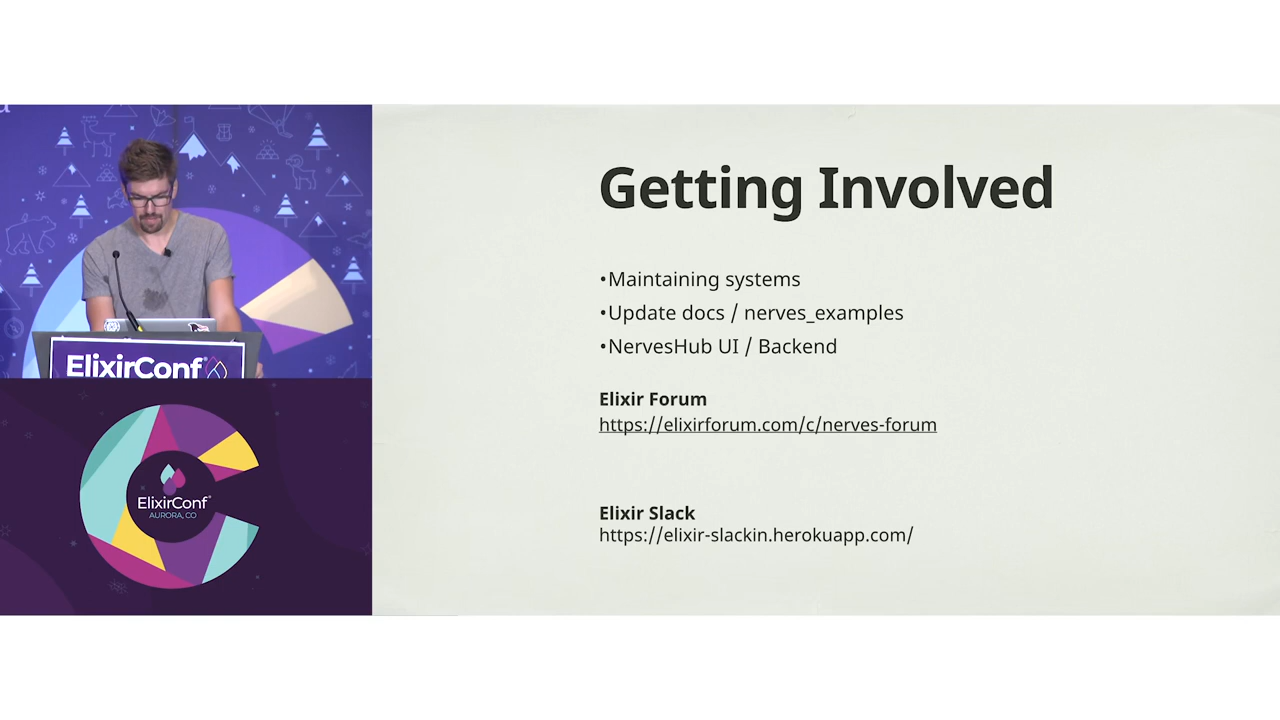 a
ElixirConf
ElixirConf
AURORA, CO
Getting Involved
•Maintaining systems
•Update docs / nerves_examples
•NervesHub UI / Backend
Elixir Forum
https://elixirforum.com/c/nerves-forum
Elixir Slack
https://elixir-slackin.herokuapp.com/